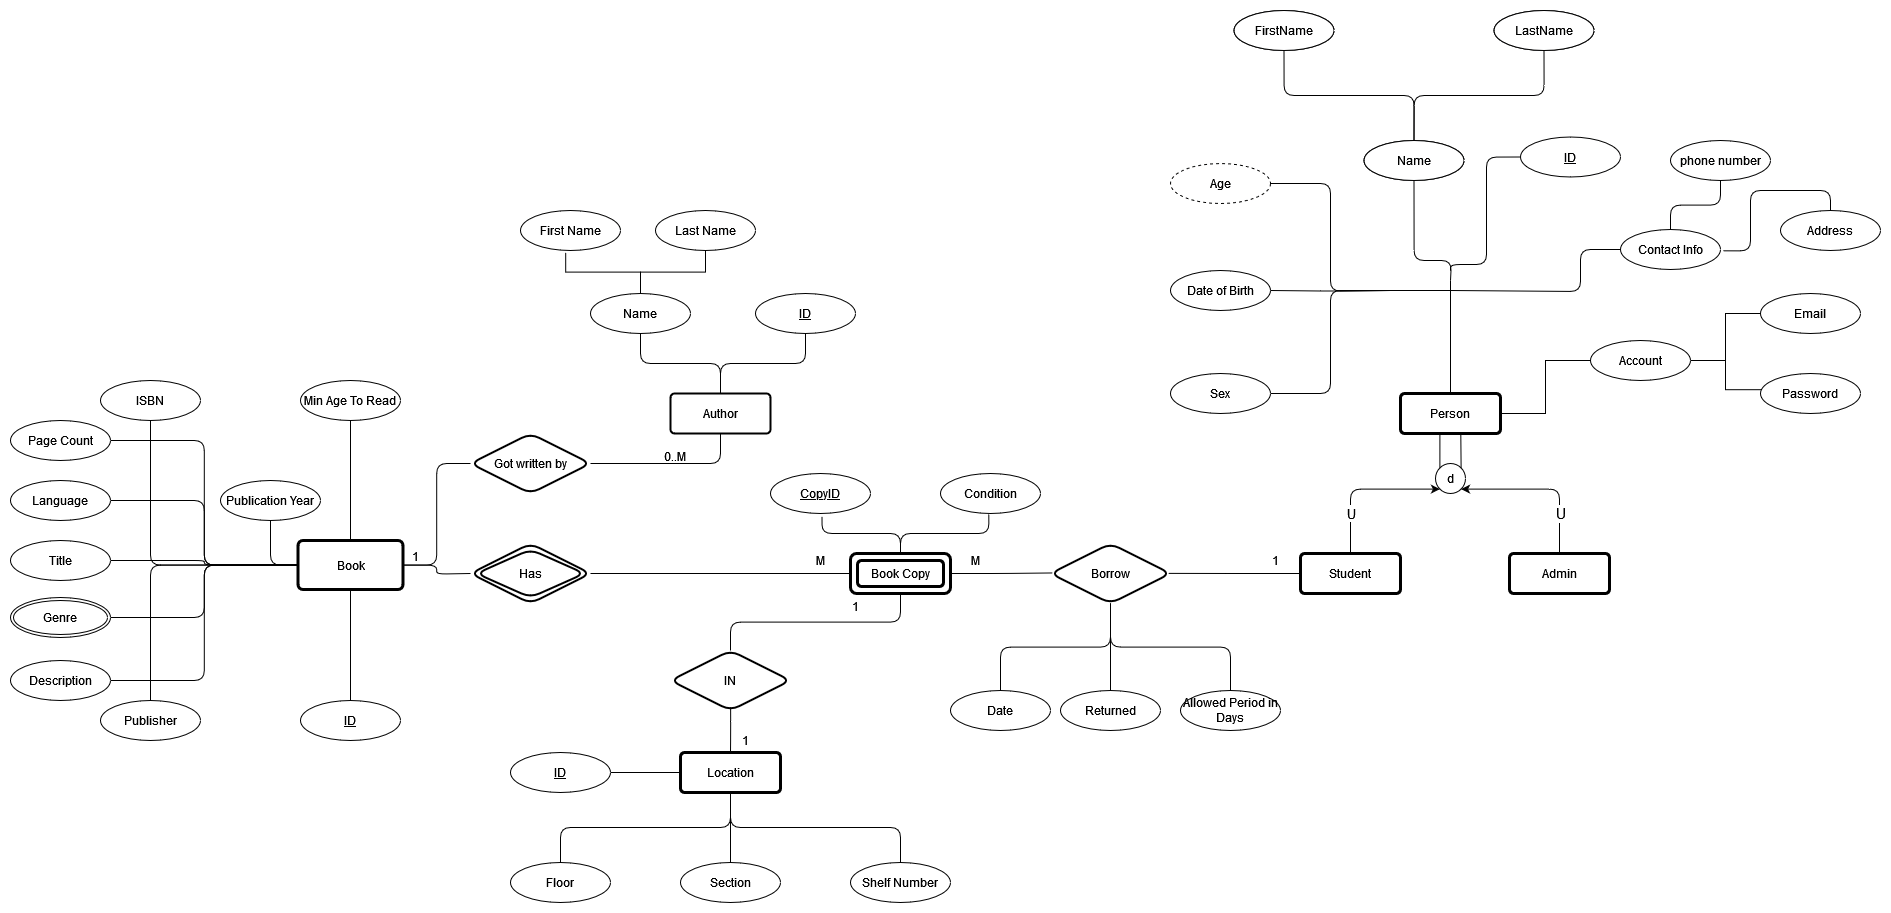 FirstName
LastName
Name
ID
phone number
Age
Address
Contact Info
First Name
Last Name
Date of Birth
Name
ID
Email
Account
ISBN
Min Age To Read
Sex
Password
Author
Person
Page Count
Got written by
0..M
d
Language
Publication Year
CopyID
Condition
U
U
Title
Book
1
Has
M
Book Copy
M
Borrow
1
Student
Admin
1
Genre
Description
IN
Publisher
ID
Date
Returned
Allowed Period in
Days
1
ID
Location
Floor
Section
Shelf Number